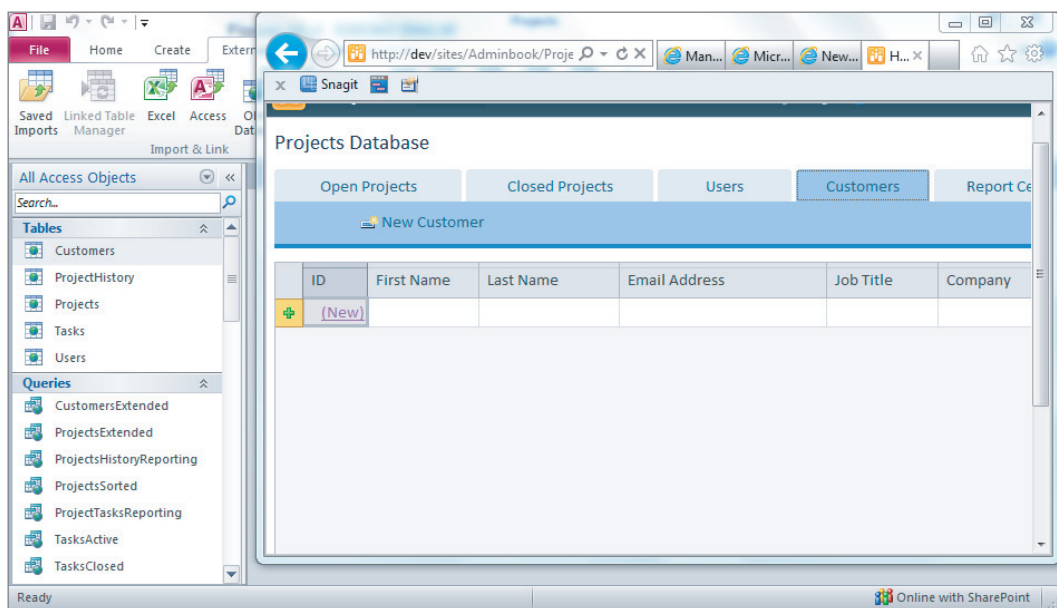 Projects
File Home Create Extern
http://dev/sites/Adminbook/Proje
Man... Micr... New... H...
x Snagit
Saved Imports
Linked Table Manager
Excel
Access
Import & Link
All Access Objects
Search...
Tables
Customers
ProjectHistory
Projects
Tasks
Users
Queries
CustomersExtended
ProjectsExtended
ProjectsHistoryReporting
ProjectsSorted
ProjectTasksReporting
TasksActive
TasksClosed
Projects Database
Open Projects Closed Projects Users Customers Report Ce
New Customer
ID First Name Last Name Email Address Job Title Company
(New)
Ready Online with SharePoint